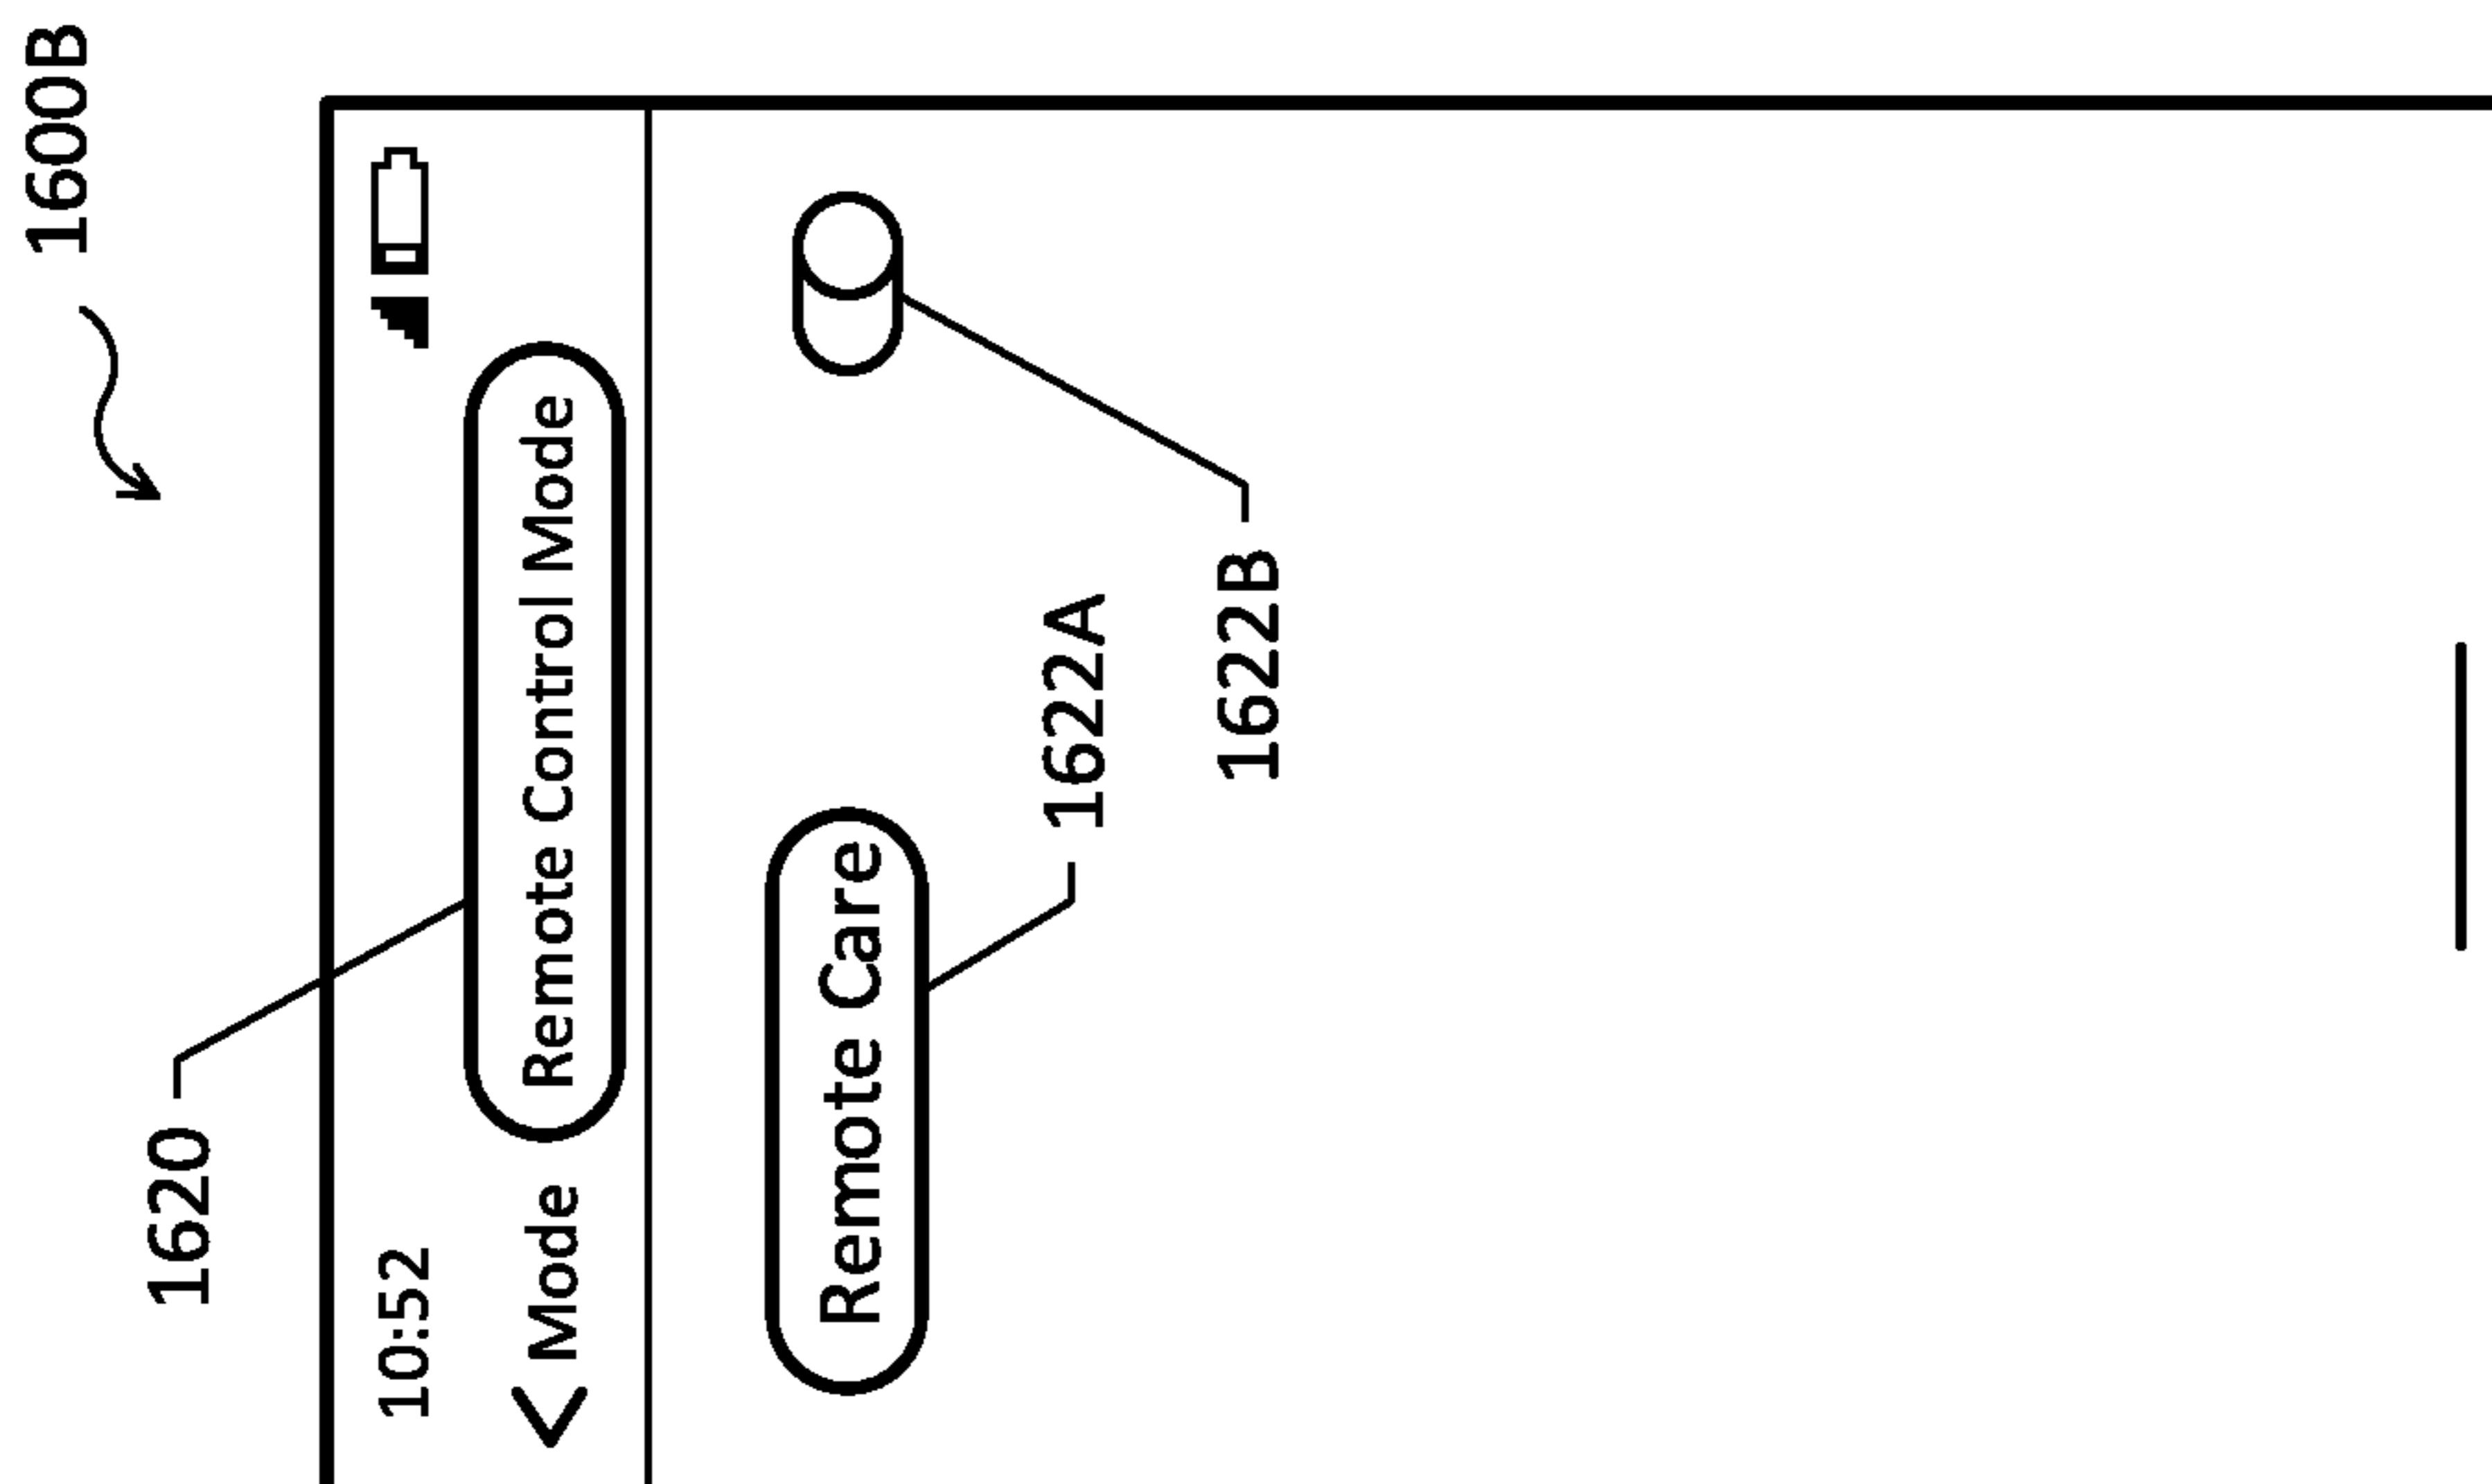 1600B
1620
10:52
< Mode
Remote Control Mode
Remote Care
1622A
1622B